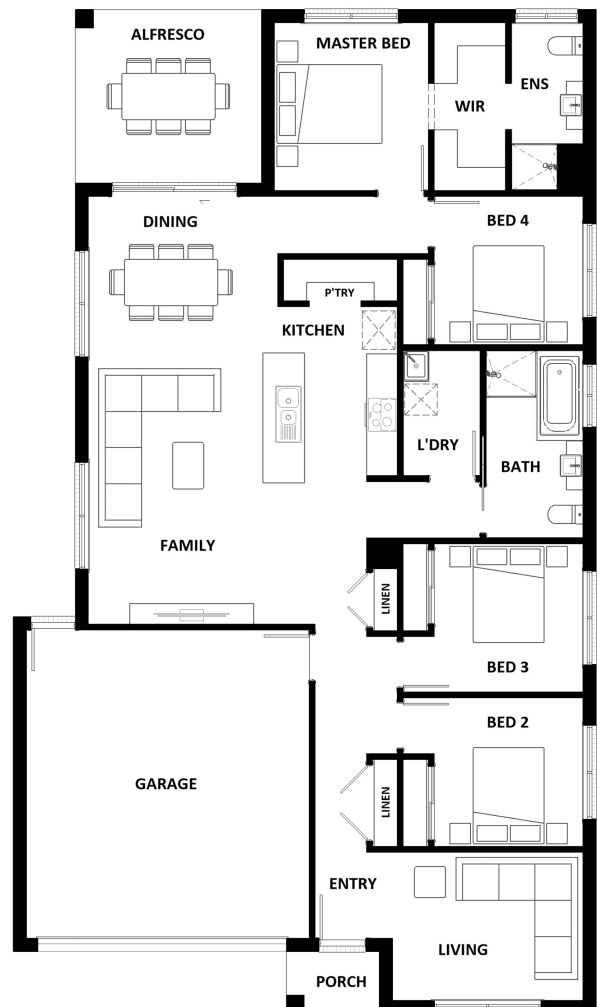 ALFRESCO
MASTER BED
WIR
ENS
DINING
BED 4
P'TRY
KITCHEN
L'DRY
BATH
FAMILY
LINEN
BED 3
BED 2
GARAGE
LINEN
ENTRY
LIVING
PORCH